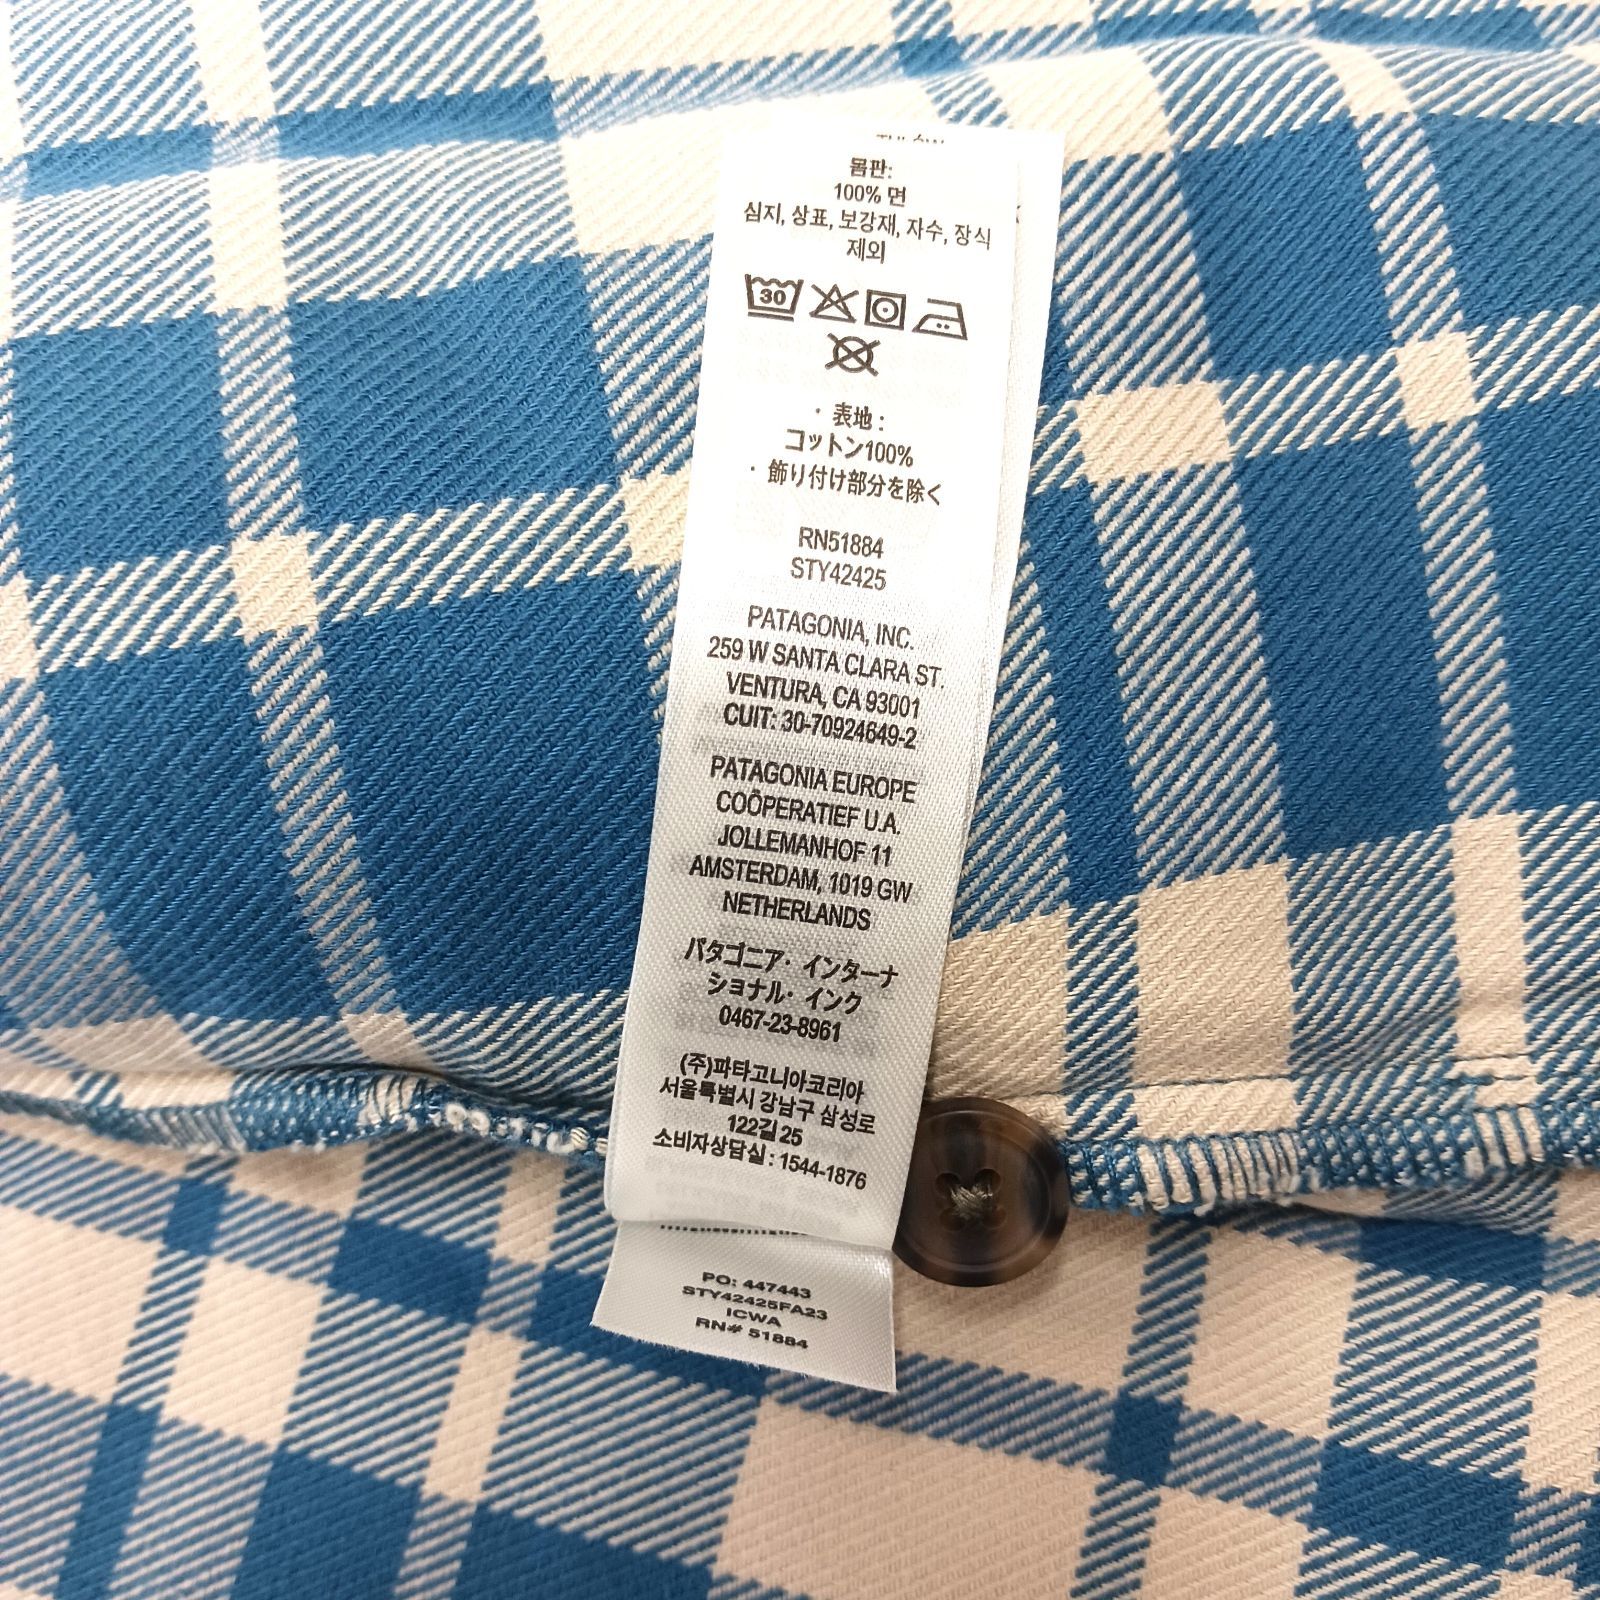 몸판:
100% 면
심지, 상표, 보강재, 자수, 장식
제외
30
・表地：
コットン100%
・飾り付け部分を除く
RN51884
STY42425
PATAGONIA, INC.
259 W SANTA CLARA ST.
VENTURA, CA 93001
CUIT: 30-70924649-2
PATAGONIA EUROPE
COÖPERATIEF U.A.
JOLLEMANHOF 11
AMSTERDAM, 1019 GW
NETHERLANDS
パタゴニア・インターナ
ショナル・インク
0467-23-8961
(주)파타고니아코리아
서울특별시 강남구 삼성로
122길 25
소비자상담실 : 1544-1876
PO: 447443
STY42425FA23
ICWA
RN# 51884